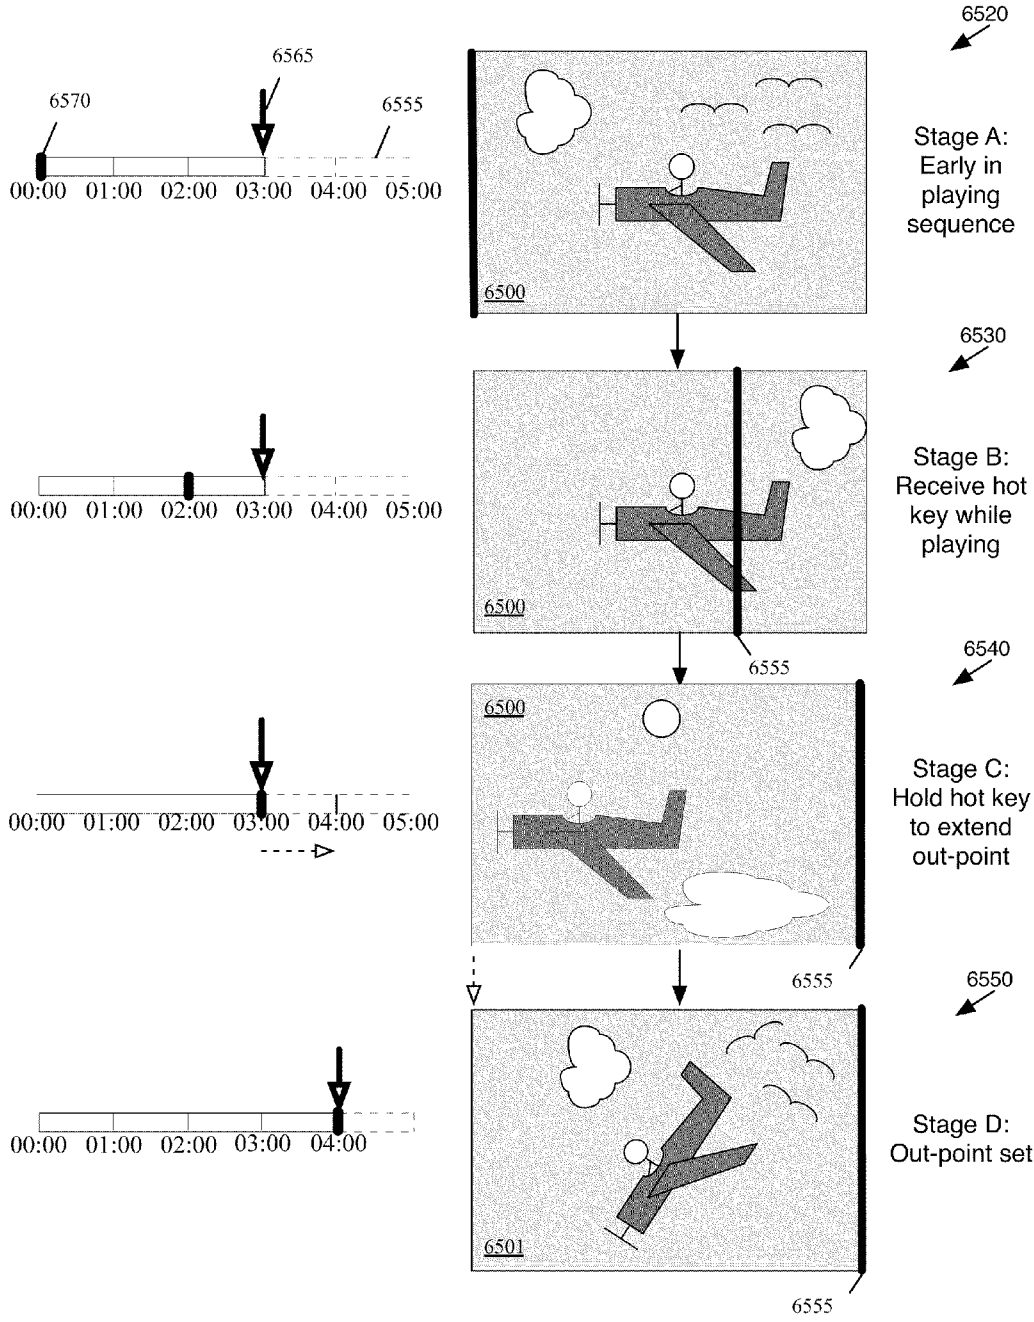 6520
6565
6570
6555
00:00 01:00 02:00 03:00 04:00 05:00
6500
Stage A:
Early in
playing
sequence
6530
00:00 01:00 02:00 03:00 04:00 05:00
6500
Stage B:
Receive hot
key while
playing
6555
6540
6500
00:00 01:00 02:00 03:00 04:00 05:00
Stage C:
Hold hot key
to extend
out-point
6555
6550
00:00 01:00 02:00 03:00 04:00
6501
Stage D:
Out-point set
6555